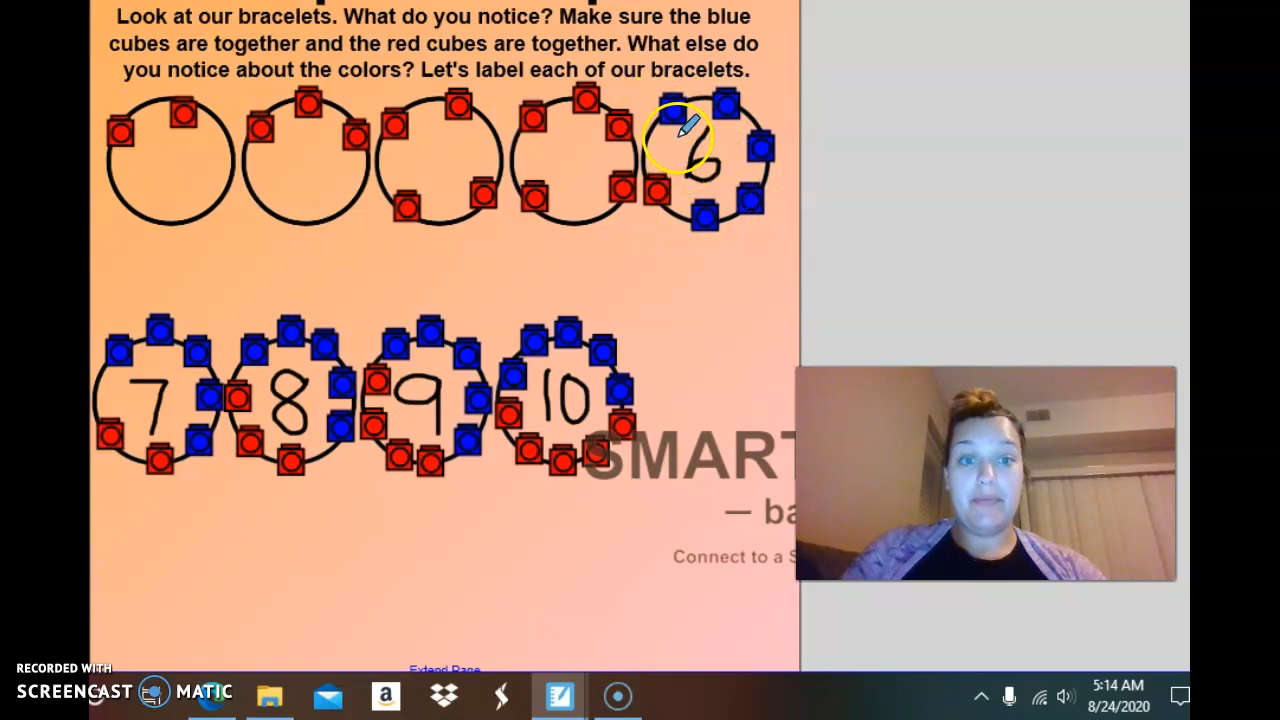 Look at our bracelets. What do you notice? Make sure the blue
cubes are together and the red cubes are together. What else do
you notice about the colors? Let's label each of our bracelets.
6
7 8 9 10
SMART
— ba
Connect to a S
Extend Page
RECORDED WITH
SCREENCAST MATIC
a
5:14 AM
8/24/2020